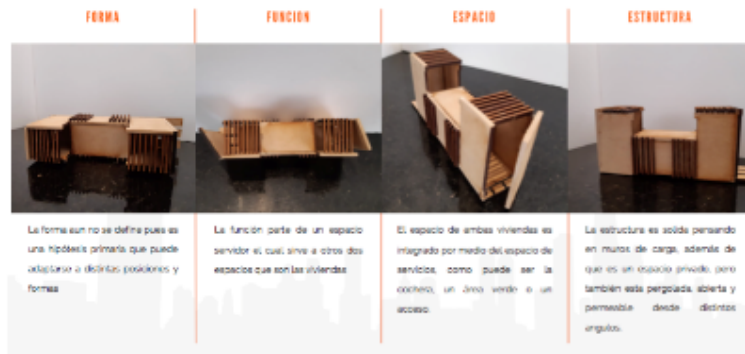 FORMA
La forma aun no se define pues es
una hipótesis primaria que puede
adaptarse a distintas posiciones y
formas
FUNCION
La función parte de un espacio
servidor el cual sirve a otros dos
espacios que son las viviendas
ESPACIO
El espacio de ambas viviendas es
integrado por medio del espacio de
servicios, como puede ser la
cochera, un área verde o un
acceso.
ESTRUCTURA
La estructura es solida pensando
en muros de carga, además de
que es un espacio privado, pero
también esta pergolada, abierta y
permeable desde distintos
angulos.